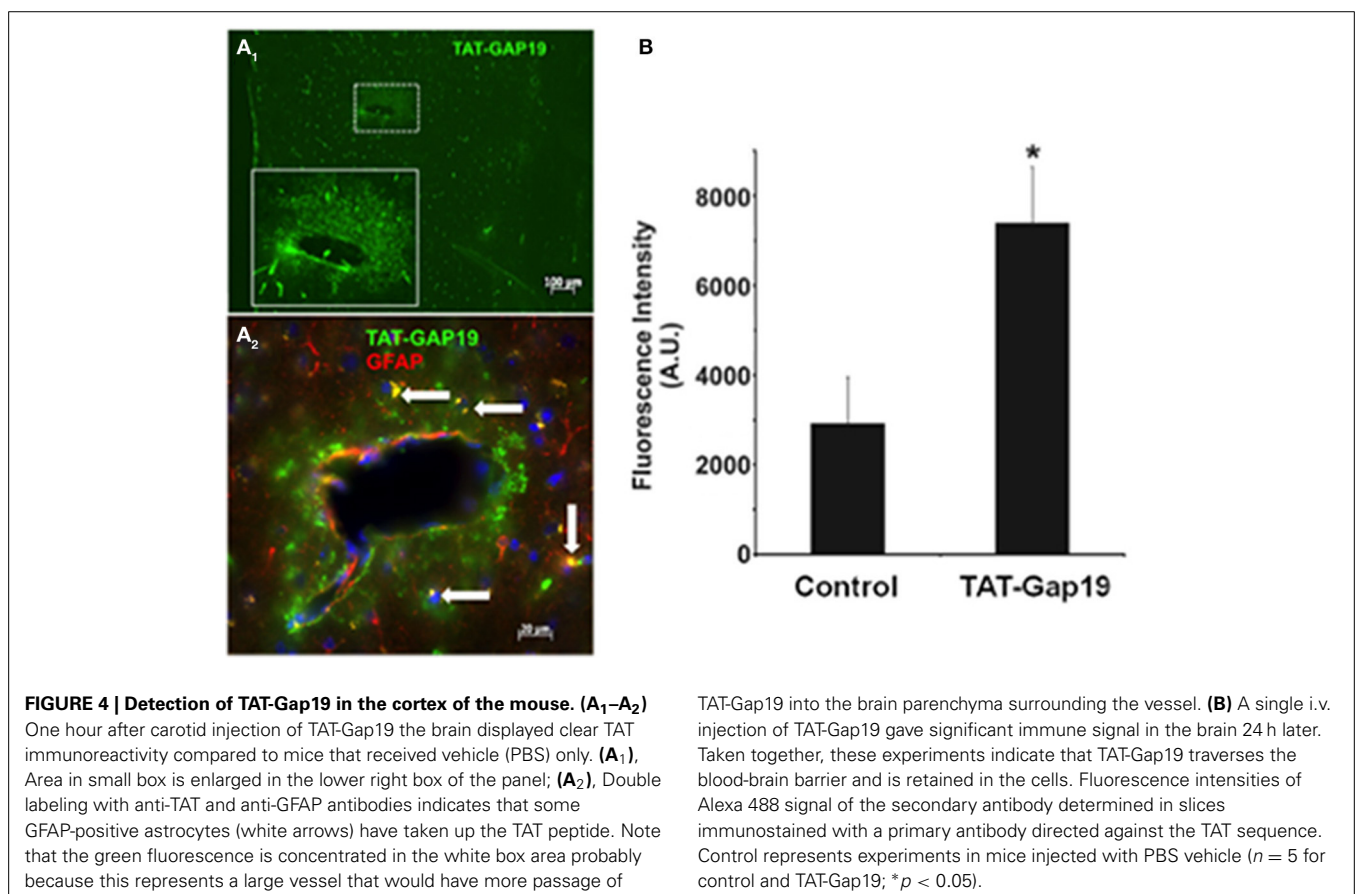 A1
TAT-GAP19
100 µm
A2
TAT-GAP19
GFAP
20 µm
B
Fluorescence Intensity
(A.U.)
8000
6000
4000
2000
0
*
Control
TAT-Gap19
FIGURE 4 | Detection of TAT-Gap19 in the cortex of the mouse. (A1–A2)
One hour after carotid injection of TAT-Gap19 the brain displayed clear TAT
immunoreactivity compared to mice that received vehicle (PBS) only. (A1),
Area in small box is enlarged in the lower right box of the panel; (A2), Double
labeling with anti-TAT and anti-GFAP antibodies indicates that some
GFAP-positive astrocytes (white arrows) have taken up the TAT peptide. Note
that the green fluorescence is concentrated in the white box area probably
because this represents a large vessel that would have more passage of
TAT-Gap19 into the brain parenchyma surrounding the vessel. (B) A single i.v.
injection of TAT-Gap19 gave significant immune signal in the brain 24 h later.
Taken together, these experiments indicate that TAT-Gap19 traverses the
blood-brain barrier and is retained in the cells. Fluorescence intensities of
Alexa 488 signal of the secondary antibody determined in slices
immunostained with a primary antibody directed against the TAT sequence.
Control represents experiments in mice injected with PBS vehicle (n = 5 for
control and TAT-Gap19; *p < 0.05).